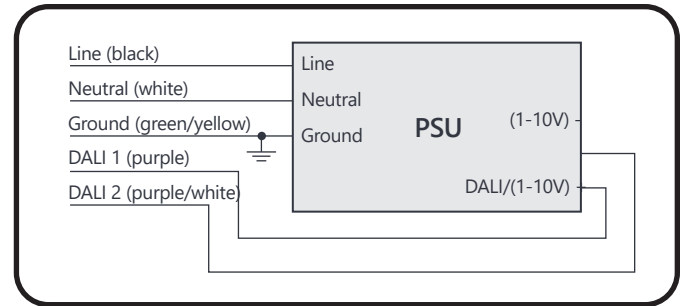 Line (black)
Neutral (white)
Ground (green/yellow)
DALI 1 (purple)
DALI 2 (purple/white)
Line
Neutral
Ground
PSU
(1-10V)
DALI/(1-10V)